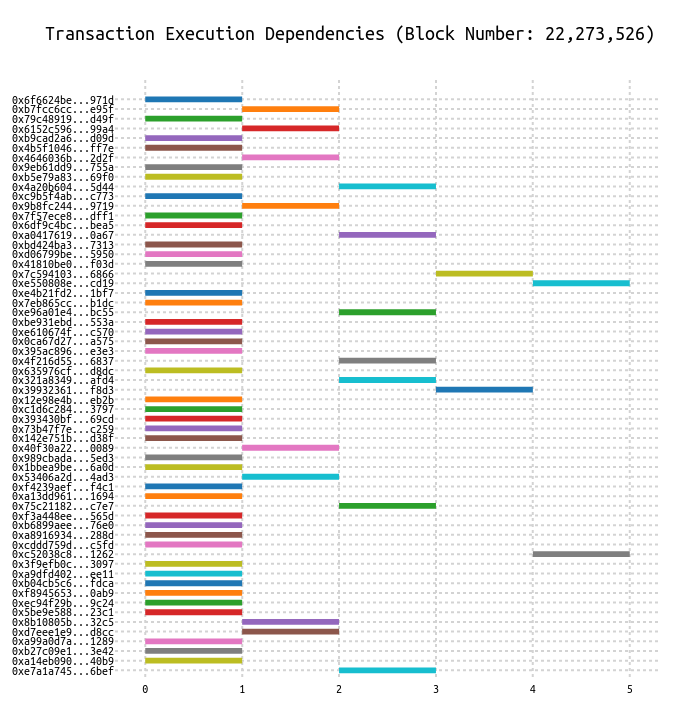 Transaction Execution Dependencies (Block Number: 22,273,526)
0x6f6624be...971d
0xb7fcc6cc...e95f
0x79c48919...d49f
0x6152c596...99a4
0xb9cad2a6...d09d
0x4b5f1046...ff7e
0x4646036b...2d2f
0x9eb61dd9...755a
0xb5e79a83...69f0
0x4a20b604...5d44
0xc9b5f4ab...c773
0x9b8fc244...9719
0x7f57ece8...dff1
0x6df9c4bc...bea5
0xa0417619...0a67
0xbd424ba3...7313
0xd06799be...5950
0x41810be0...f03d
0x7c594103...6866
0xe550808e...cd19
0xe4b21fd2...1bf7
0x7eb865cc...b1dc
0xe96a01e4...bc55
0xbe931ebd...553a
0xe610674f...c570
0x0ca67d27...a575
0x395ac896...e3e3
0x4f216d55...6837
0x635976cf...d8dc
0x321a8349...afd4
0x39932361...f8d3
0x12e98e4b...eb2b
0xc1d6c284...3797
0x393430bf...69cd
0x73b47f7e...c259
0x142e751b...d38f
0x40f30a22...0089
0x989cbada...5ed3
0x1bbea9be...6a0d
0x53406a2d...4ad3
0xf4239aef...f4c1
0xa13dd961...1694
0x75c21182...c7e7
0xf3a448ee...565d
0xb6899aee...76e0
0xa8916934...288d
0xcddd759d...c5fd
0xc52038c8...1262
0x3f9efb0c...3097
0xa9dfd402...ee11
0xb04cb5c6...fdca
0xf8945653...0ab9
0xec94f29b...9c24
0x5be9e588...23c1
0x8b10805b...32c5
0xd7eee1e9...d8cc
0xa99a0d7a...1289
0xb27c09e1...3e42
0xa14eb090...40b9
0xe7a1a745...6bef
0 1 2 3 4 5